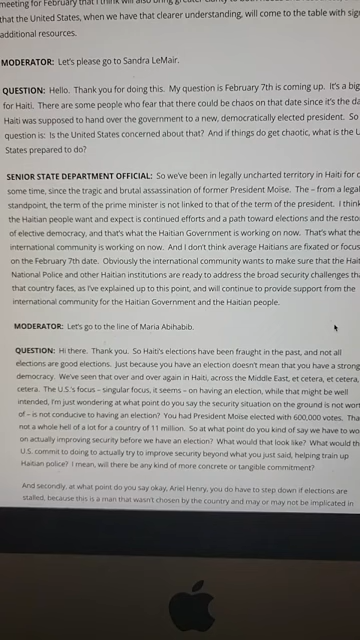 meeting for February that I think will also bring
that the United States, when we have that clearer understanding, will come to the table with
additional resources.
MODERATOR: Let's please go to Sandra LeMair.
QUESTION: Hello. Thank you for doing this. My question is February 7th is coming up. It's a big
for Haiti. There are some people who fear that there could be chaos on that date since it's the
Haiti was supposed to hand over the government to a new, democratically elected president. So
question is: Is the United States concerned about that? And if things do get chaotic, what is the U
States prepared to do?
SENIOR STATE DEPARTMENT OFFICIAL: So we've been in legally uncharted territory in Haiti for
some time, since the tragic and brutal assassination of former President Moise. The – from a legal
standpoint, the term of the prime minister is not linked to that of the term of the president. I think
the Haitian people want and expect is continued efforts and a path toward elections and the
of elective democracy, and that's what the Haitian Government is working on now. That's what the
international community is working on now. And I don't think average Haitians are fixated or
on the February 7th date. Obviously the international community wants to make sure that the
National Police and other Haitian institutions are ready to address the broad security challenges
that country faces, as I've explained up to this point, and will continue to provide support from the
international community for the Haitian Government and the Haitian people.
MODERATOR: Let's go to the line of Maria Abihabib.
QUESTION: Hi there. Thank you. So Haiti's elections have been fraught in the past, and not all
elections are good elections. Just because you have an election doesn't mean that you have a strong
democracy. We've seen that over and over again in Haiti, across the Middle East, et cetera, et cetera,
cetera. The U.S.'s focus – singular focus, it seems – on having an election, while that might be well
intended, I'm just wondering at what point do you say the security situation on the ground is not
of – is not conducive to having an election? You had President Moise elected with 600,000 votes.
not a whole hell of a lot for a country of 11 million. So at what point do you kind of say we have to
on actually improving security before we have an election? What would that look like? What would
U.S. commit to doing to actually try to improve security beyond what you just said, helping train up
Haitian police? I mean, will there be any kind of more concrete or tangible commitment?
And secondly, at what point do you say okay, Ariel Henry, you do have to step down if elections are
stalled, because this is a man that wasn't chosen by the country and may or may not be implicated in